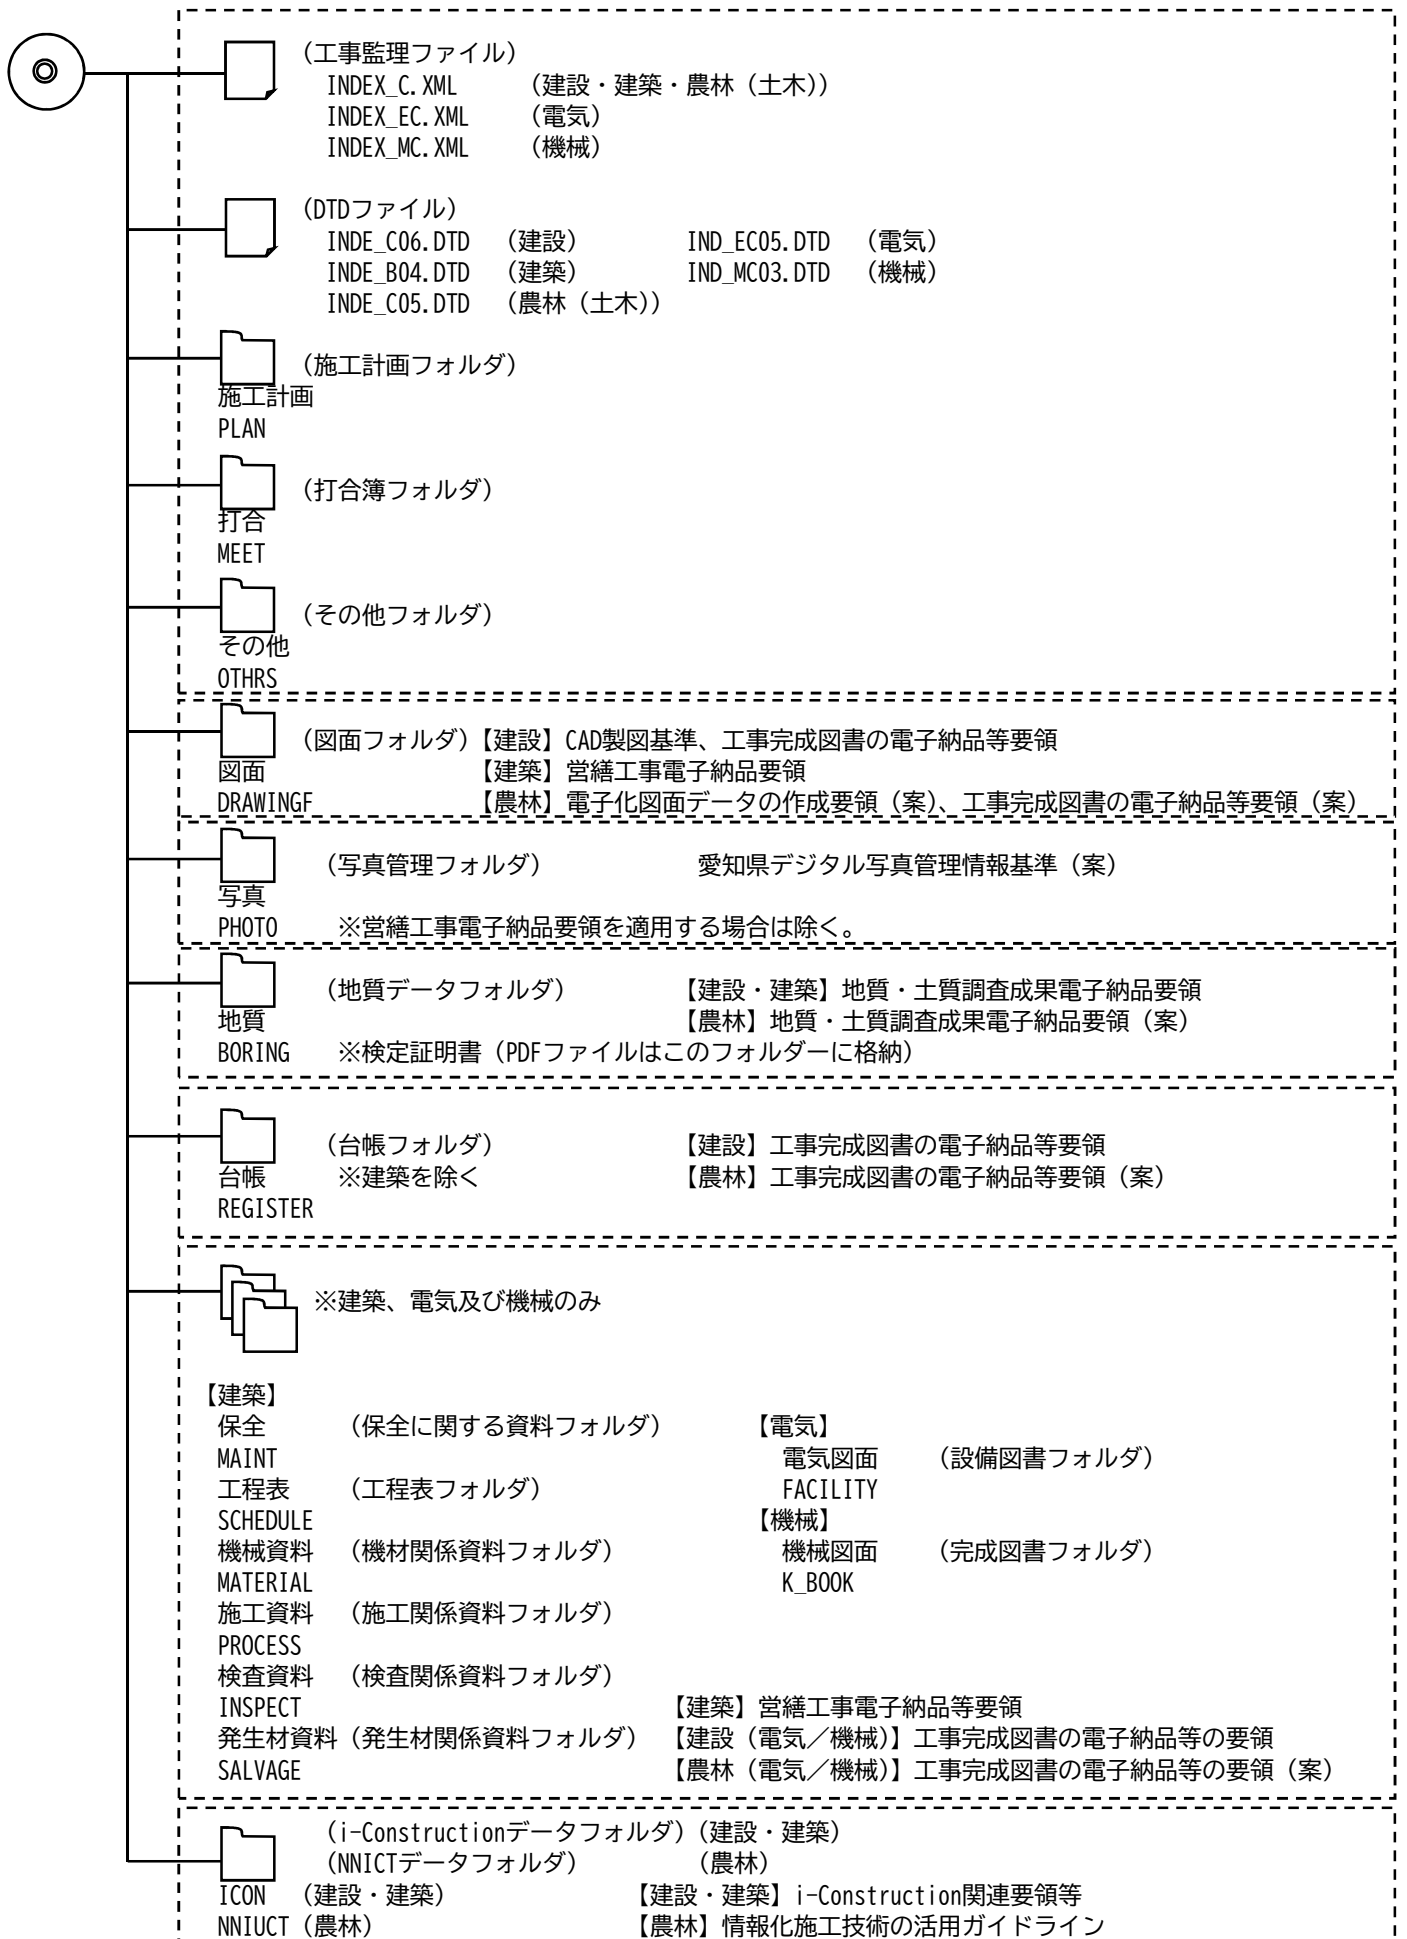 （工事監理ファイル）
INDEX_C.XML （建設・建築・農林（土木））
INDEX_EC.XML （電気）
INDEX_MC.XML （機械）
（DTDファイル）
INDE_C06.DTD （建設） IND_EC05.DTD （電気）
INDE_B04.DTD （建築） IND_MC03.DTD （機械）
INDE_C05.DTD （農林（土木））
（施工計画フォルダ）
施工計画
PLAN
（打合簿フォルダ）
打合
MEET
（その他フォルダ）
その他
OTHRS
（図面フォルダ）【建設】CAD製図基準、工事完成図書の電子納品等要領
図面 【建築】営繕工事電子納品要領
DRAWINGF 【農林】電子化図面データの作成要領（案）、工事完成図書の電子納品等要領（案）
（写真管理フォルダ） 愛知県デジタル写真管理情報基準（案）
写真
PHOTO ※営繕工事電子納品要領を適用する場合は除く。
（地質データフォルダ） 【建設・建築】地質・土質調査成果電子納品要領
地質 【農林】地質・土質調査成果電子納品要領（案）
BORING ※検定証明書（PDFファイルはこのフォルダーに格納）
（台帳フォルダ） 【建設】工事完成図書の電子納品等要領
台帳 ※建築を除く 【農林】工事完成図書の電子納品等要領（案）
REGISTER
※建築、電気及び機械のみ
【建築】
保全 （保全に関する資料フォルダ） 【電気】
MAINT 電気図面 （設備図書フォルダ）
工程表 （工程表フォルダ） FACILITY
SCHEDULE 【機械】
機械資料 （機材関係資料フォルダ） 機械図面 （完成図書フォルダ）
MATERIAL K_BOOK
施工資料 （施工関係資料フォルダ）
PROCESS
検査資料 （検査関係資料フォルダ）
INSPECT 【建築】営繕工事電子納品等要領
発生材資料（発生材関係資料フォルダ） 【建設（電気／機械）】工事完成図書の電子納品等の要領
SALVAGE 【農林（電気／機械）】工事完成図書の電子納品等の要領（案）
（i-Constructionデータフォルダ）（建設・建築）
（NNICTデータフォルダ） （農林）
ICON （建設・建築） 【建設・建築】i-Construction関連要領等
NNIUCT（農林） 【農林】情報化施工技術の活用ガイドライン